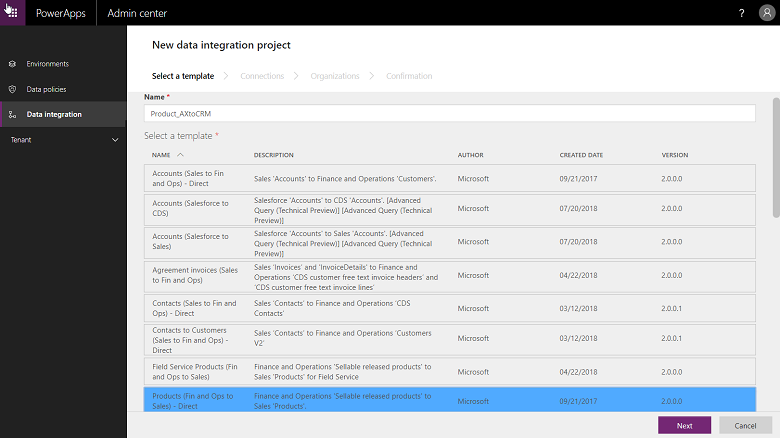 PowerApps Admin center ?
New data integration project
Environments
Data policies
Data integration
Tenant
Select a template Connections Organizations Confirmation
Name *
Product_AXtoCRM
Select a template *
NAME DESCRIPTION AUTHOR CREATED DATE VERSION
Accounts (Sales to Fin
and Ops) - Direct
Sales 'Accounts' to Finance and Operations 'Customers'.
Microsoft 09/21/2017 2.0.0.0
Accounts (Salesforce to
CDS)
Salesforce 'Accounts' to CDS 'Accounts'. [Advanced
Query (Technical Preview)] [Advanced Query (Technical
Preview)]
Microsoft 07/20/2018 2.0.0.0
Accounts (Salesforce to
Sales)
Salesforce 'Accounts' to Sales 'Accounts'. [Advanced
Query (Technical Preview)] [Advanced Query (Technical
Preview)]
Microsoft 07/20/2018 2.0.0.0
Agreement invoices (Sales
to Fin and Ops)
Sales 'Invoices' and 'InvoiceDetails' to Finance and
Operations 'CDS customer free text invoice headers' and
'CDS customer free text invoice lines'
Microsoft 04/22/2018 2.0.0.0
Contacts (Sales to Fin and
Ops) - Direct
Sales 'Contacts' to Finance and Operations 'CDS
Contacts'
Microsoft 03/12/2018 2.0.0.1
Contacts to Customers
(Sales to Fin and Ops) -
Direct
Sales 'Contacts' to Finance and Operations 'Customers
V2'
Microsoft 03/12/2018 2.0.0.1
Field Service Products (Fin
and Ops to Sales)
Finance and Operations 'Sellable released products' to
Sales 'Products' for Field Service
Microsoft 04/22/2018 2.0.0.0
Products (Fin and Ops to
Sales) - Direct
Finance and Operations 'Sellable released products' to
Sales 'Products'.
Microsoft 09/21/2017 2.0.0.0
Next Cancel